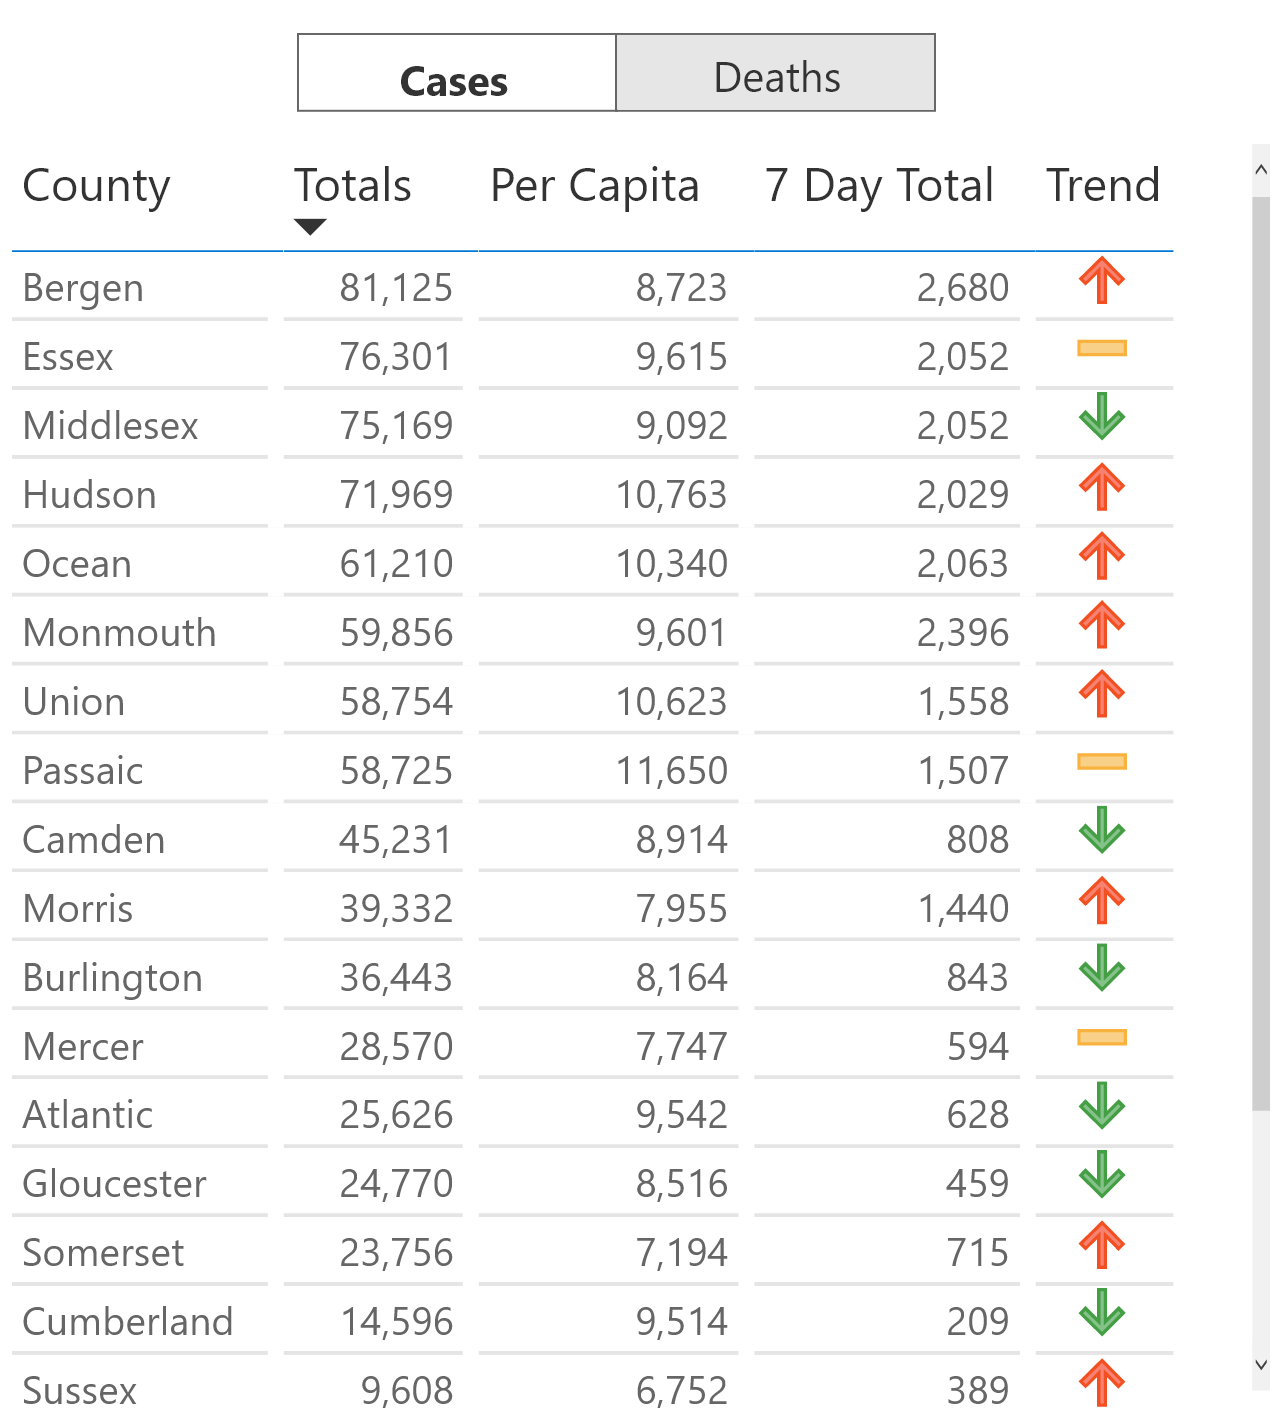 Cases Deaths
County Totals Per Capita 7 Day Total Trend
Bergen 81,125 8,723 2,680
Essex 76,301 9,615 2,052
Middlesex 75,169 9,092 2,052
Hudson 71,969 10,763 2,029
Ocean 61,210 10,340 2,063
Monmouth 59,856 9,601 2,396
Union 58,754 10,623 1,558
Passaic 58,725 11,650 1,507
Camden 45,231 8,914 808
Morris 39,332 7,955 1,440
Burlington 36,443 8,164 843
Mercer 28,570 7,747 594
Atlantic 25,626 9,542 628
Gloucester 24,770 8,516 459
Somerset 23,756 7,194 715
Cumberland 14,596 9,514 209
Sussex 9,608 6,752 389